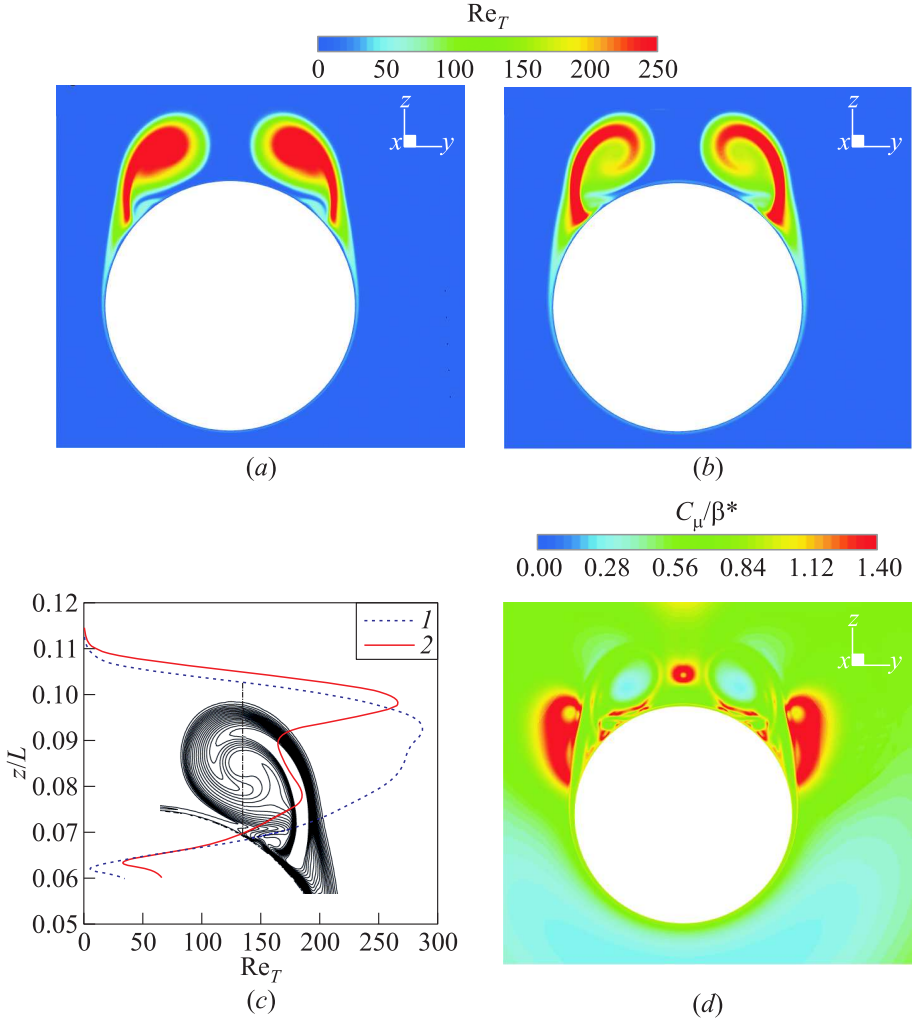 Re_T
0 50 100 150 200 250
z
x y
z
x y
(a) (b)
C_μ/β*
0.00 0.28 0.56 0.84 1.12 1.40
0.12
0.11
0.10
0.09
0.08
0.07
0.06
0.05
z/L
1
2
0 50 100 150 200 250 300
Re_T
(c)
z
x y
(d)